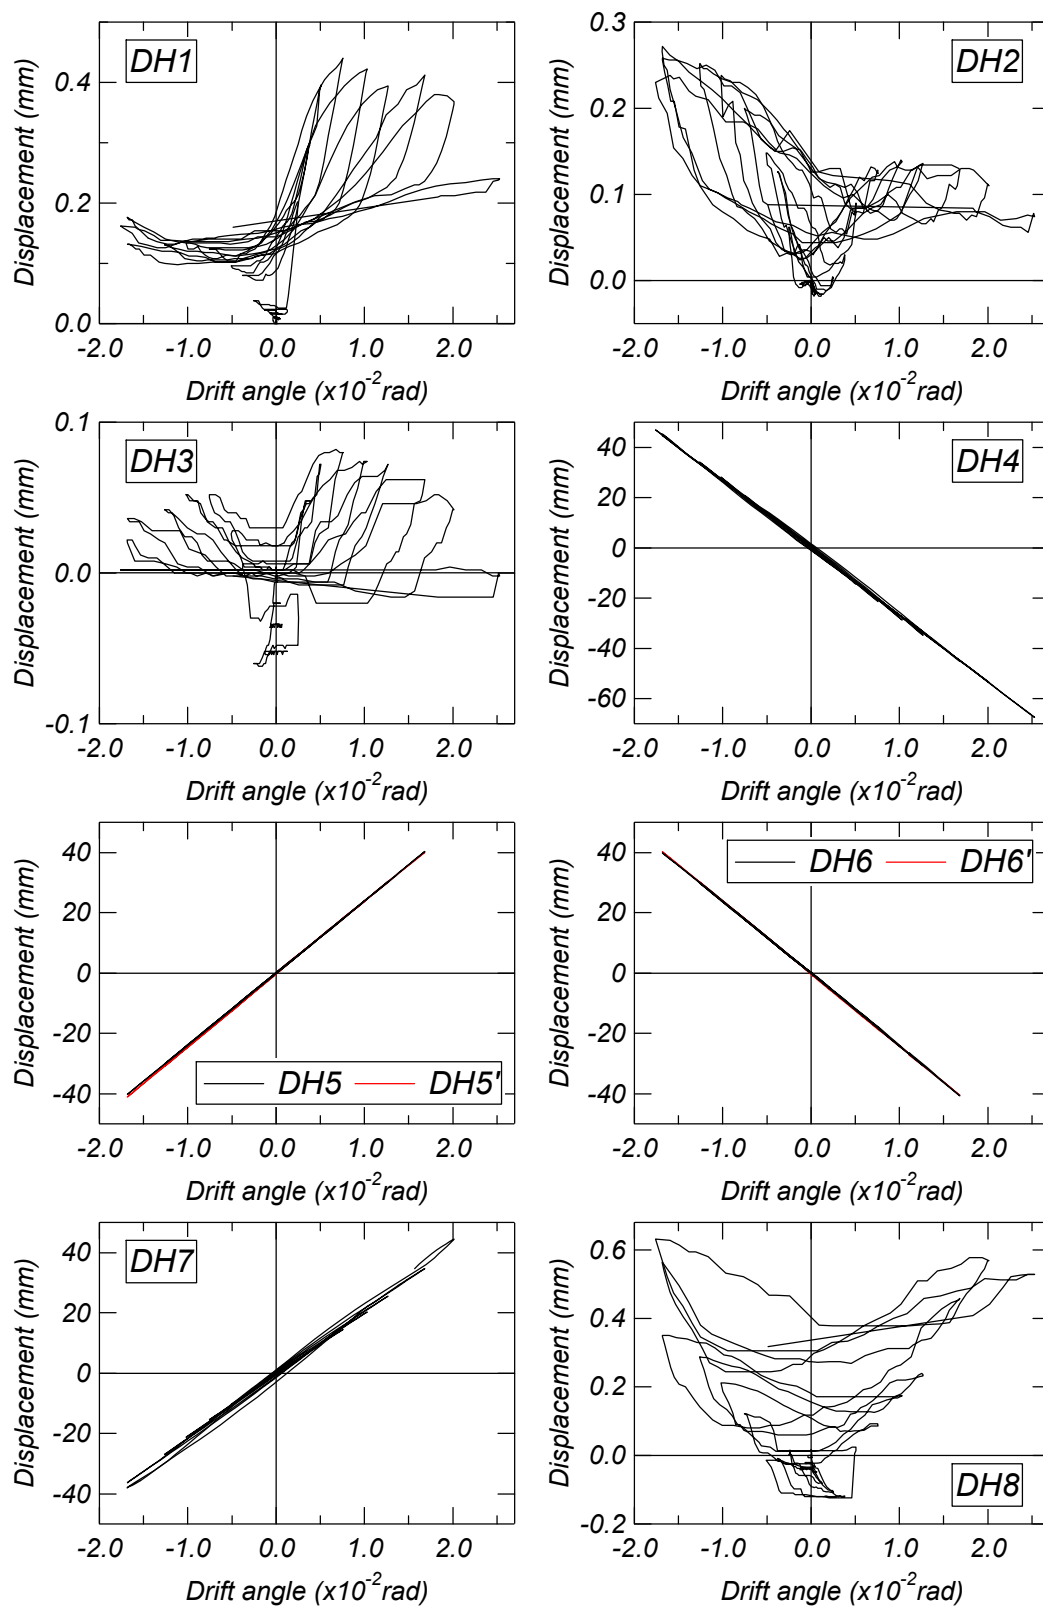 DH1
Displacement (mm)
0.4
0.2
0.0
-2.0 -1.0 0.0 1.0 2.0
Drift angle (x10-2rad)
DH2
Displacement (mm)
0.3
0.2
0.1
0.0
-2.0 -1.0 0.0 1.0 2.0
Drift angle (x10-2rad)
DH3
Displacement (mm)
0.1
0.0
-0.1
-2.0 -1.0 0.0 1.0 2.0
Drift angle (x10-2rad)
DH4
Displacement (mm)
40
20
0
-20
-40
-60
-2.0 -1.0 0.0 1.0 2.0
Drift angle (x10-2rad)
Displacement (mm)
40
20
0
-20
-40
DH5 DH5'
-2.0 -1.0 0.0 1.0 2.0
Drift angle (x10-2rad)
DH6 DH6'
Displacement (mm)
40
20
0
-20
-40
-2.0 -1.0 0.0 1.0 2.0
Drift angle (x10-2rad)
DH7
Displacement (mm)
40
20
0
-20
-40
-2.0 -1.0 0.0 1.0 2.0
Drift angle (x10-2rad)
Displacement (mm)
0.6
0.4
0.2
0.0
-0.2
DH8
-2.0 -1.0 0.0 1.0 2.0
Drift angle (x10-2rad)